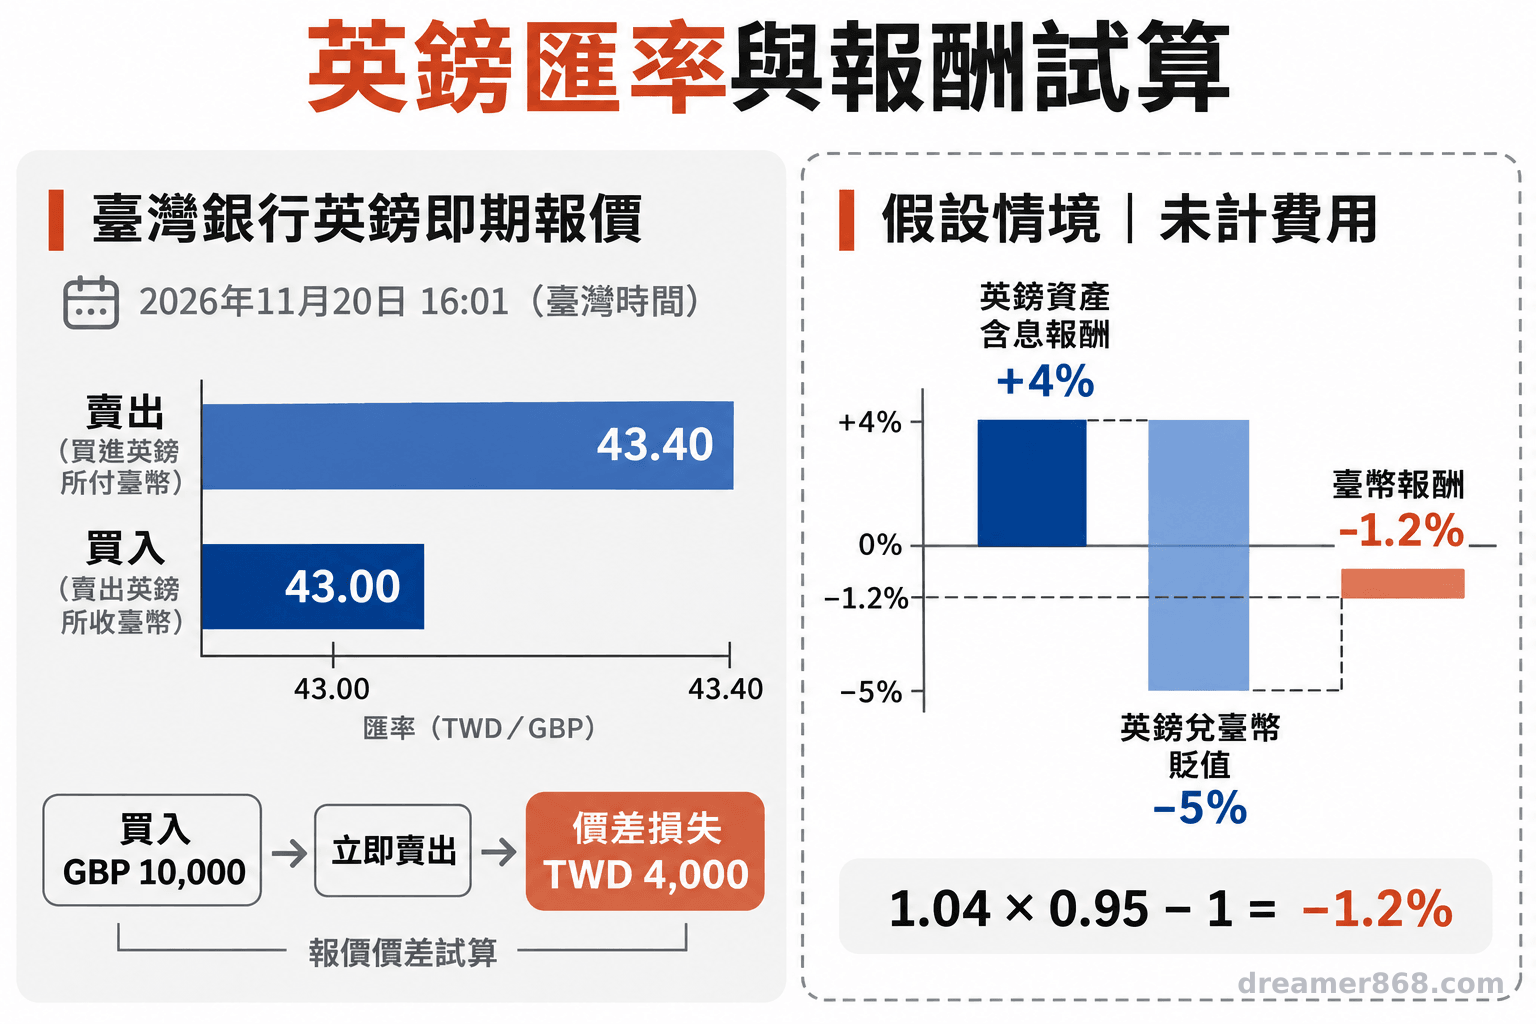 英鎊匯率與報酬試算
臺灣銀行英鎊即期報價
2026年11月20日 16:01（臺灣時間）
賣出
（買進英鎊
所付臺幣）
43.40
買入
（賣出英鎊
所收臺幣）
43.00
43.00
43.40
匯率（TWD／GBP）
買入
GBP 10,000
立即賣出
價差損失
TWD 4,000
報價價差試算
假設情境｜未計費用
英鎊資產
含息報酬
+4%
+4%
0%
−1.2%
−5%
臺幣報酬
−1.2%
英鎊兌臺幣
貶值
−5%
1.04 × 0.95 − 1 = −1.2%
dreamer868.com